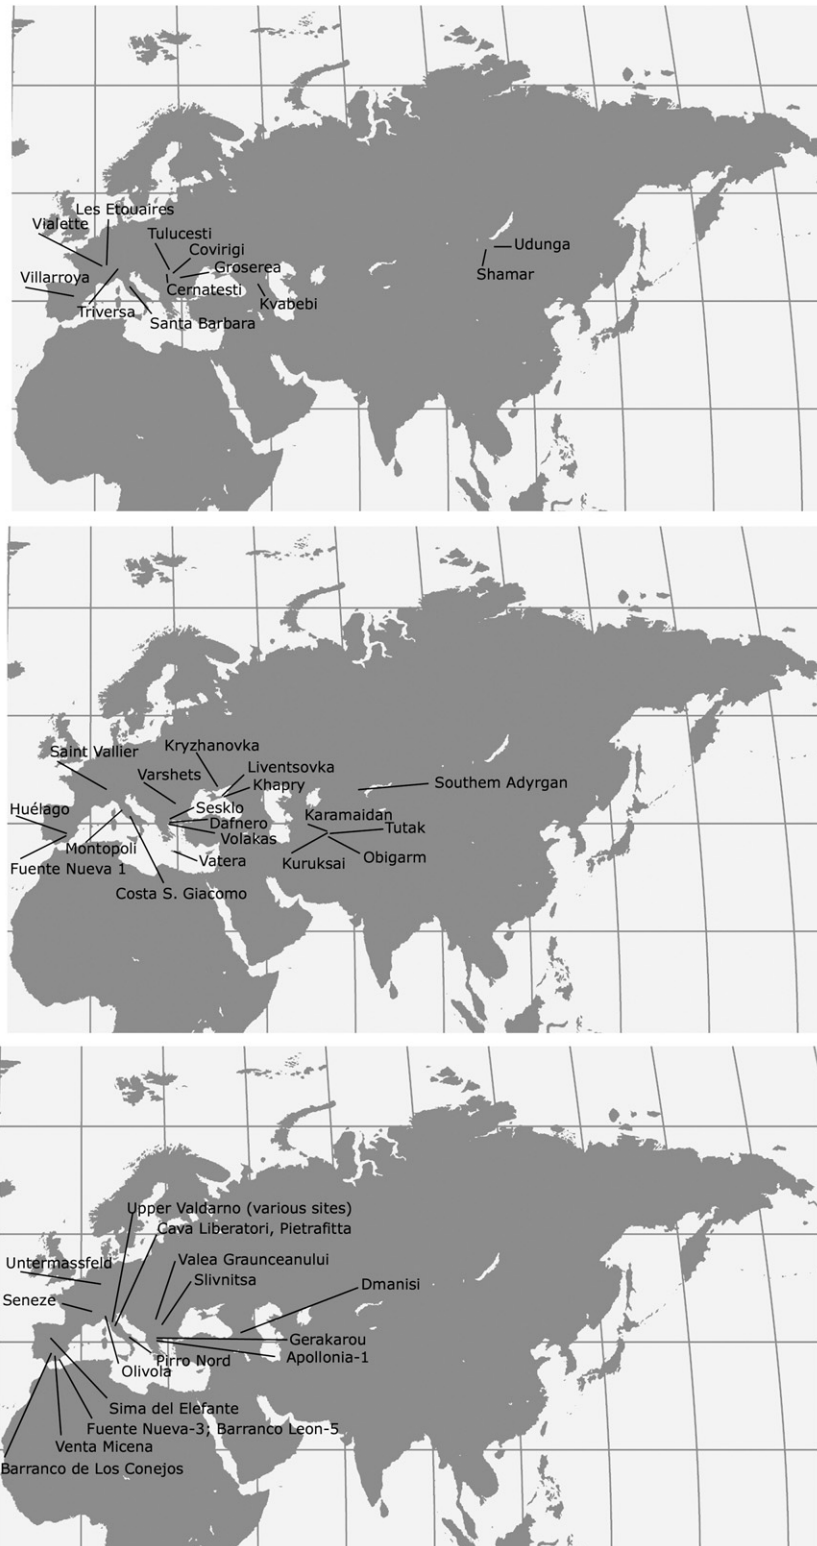 Les Etouaires
Vialette
Tulucesti
Covirigi
Udunga
Groserea
Shamar
Villarroya
Cernatesti
Kvabebi
Triversa
Santa Barbara
Kryzhanovka
Saint Vallier
Liventsovka
Varshets
Khapry
Southem Adyrgan
Huélago
Sesklo
Karamaidan
Dafnero
Tutak
Volakas
Montopoli
Vatera
Obigarm
Kuruksai
Fuente Nueva 1
Costa S. Giacomo
Upper Valdarno (various sites)
Cava Liberatori, Pietrafitta
Untermassfeld
Valea Graunceanului
Slivnitsa
Dmanisi
Seneze
Gerakarou
Pirro Nord
Apollonia-1
Olivola
Sima del Elefante
Fuente Nueva-3; Barranco Leon-5
Venta Micena
Barranco de Los Conejos